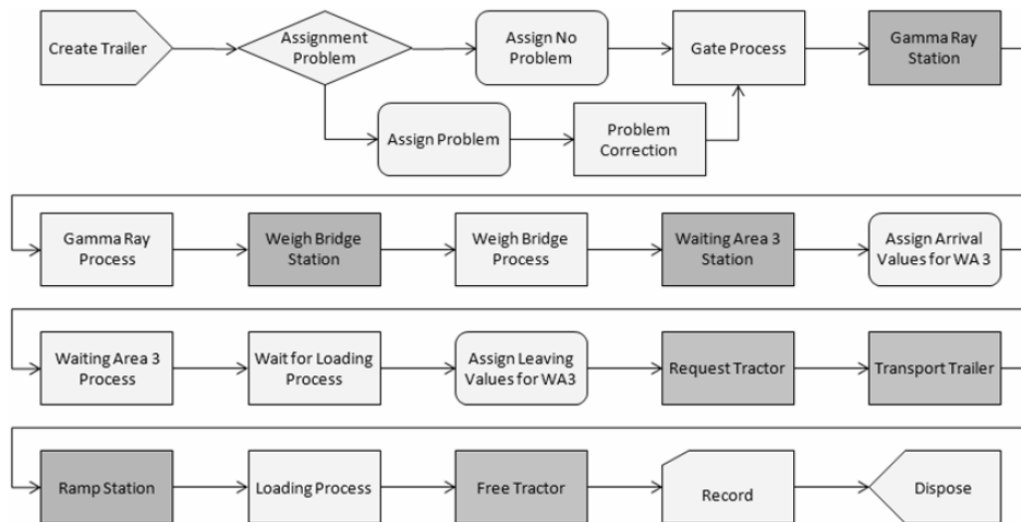 Create Trailer
Assignment
Problem
Assign No
Problem
Gate Process
Gamma Ray
Station
Assign Problem
Problem
Correction
Gamma Ray
Process
Weigh Bridge
Station
Weigh Bridge
Process
Waiting Area 3
Station
Assign Arrival
Values for WA 3
Waiting Area 3
Process
Wait for Loading
Process
Assign Leaving
Values for WA3
Request Tractor
Transport Trailer
Ramp Station
Loading Process
Free Tractor
Record
Dispose